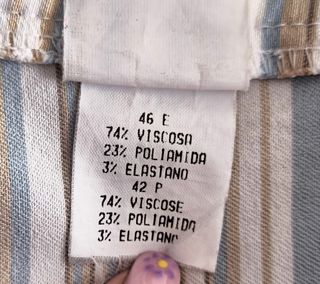 46 E
74% VISCOSA
23% POLIAMIDA
3% ELASTANO
42 P
74% VISCOSE
23% POLIAMIDA
3% ELASTANO